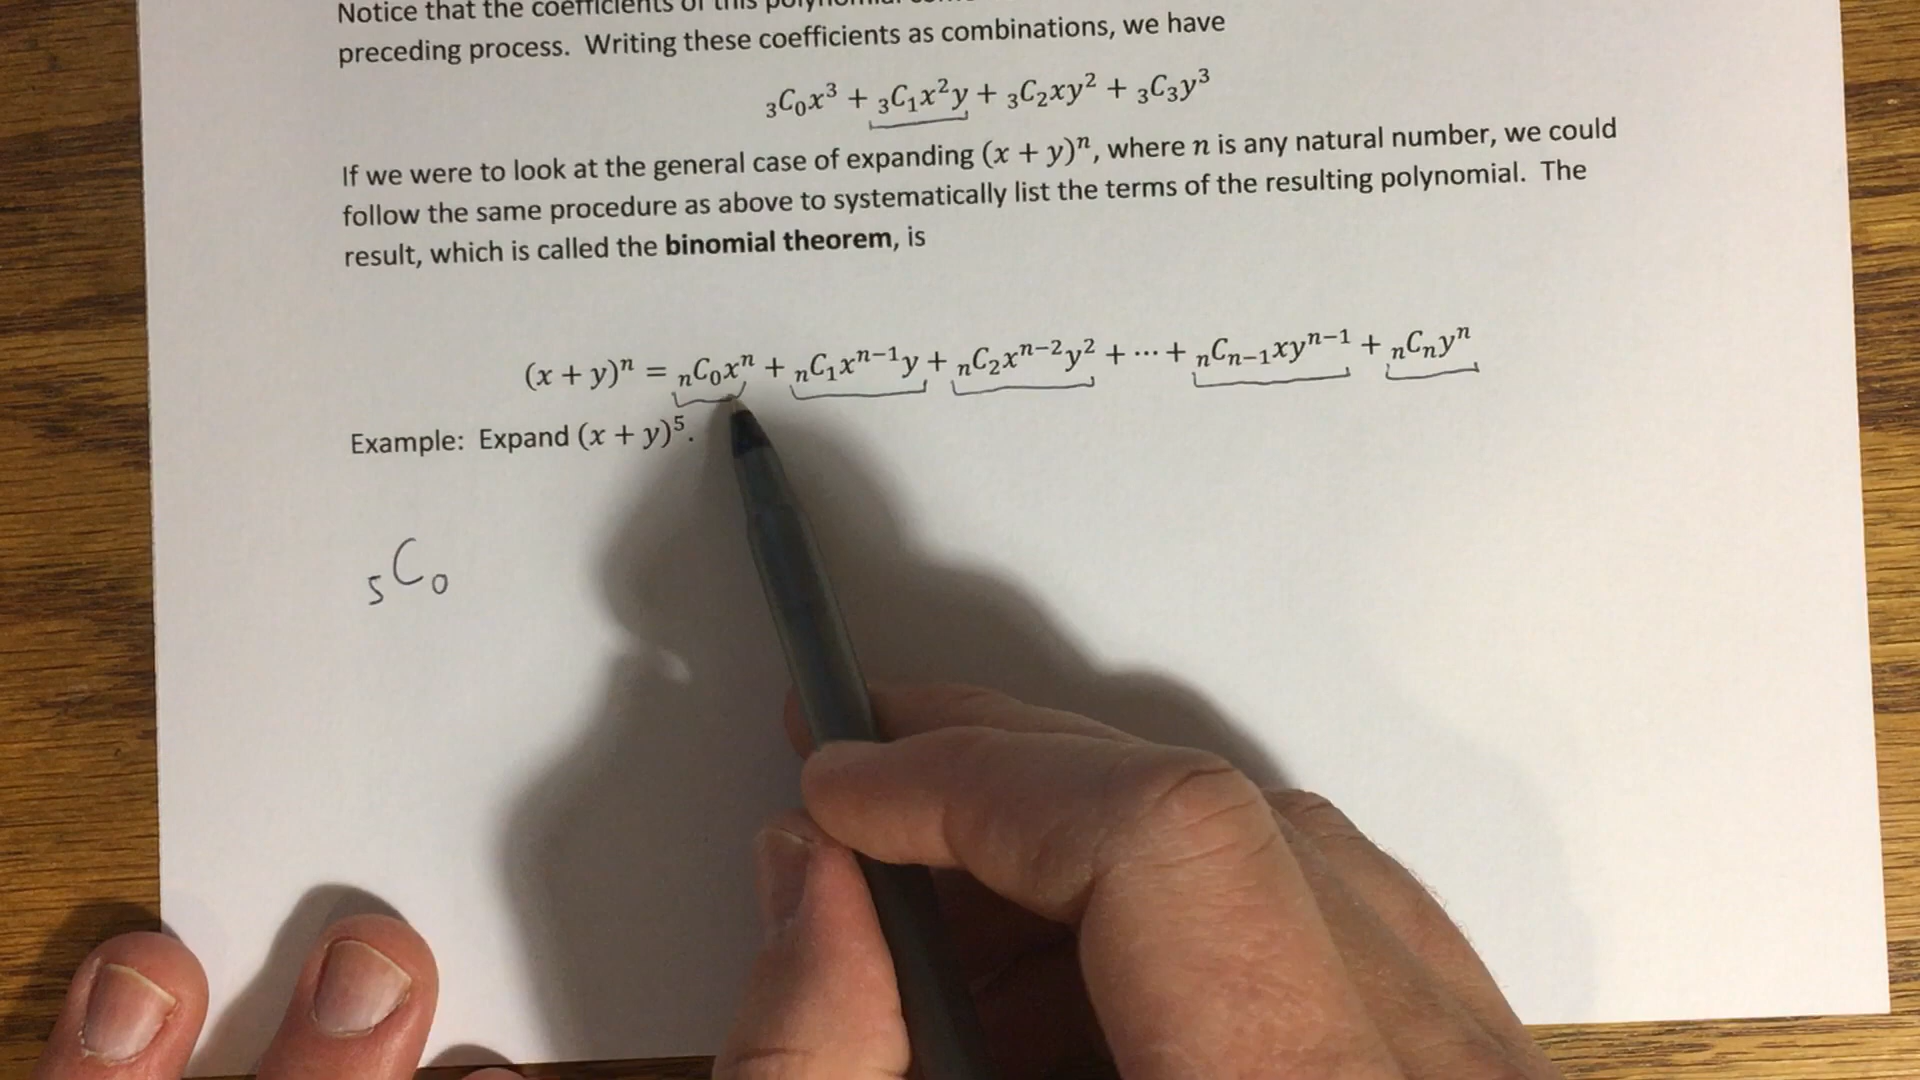 Notice that the coefficients of this
preceding process. Writing these coefficients as combinations, we have
₃C₀x³ + ₃C₁x²y + ₃C₂xy² + ₃C₃y³
If we were to look at the general case of expanding (x + y)ⁿ, where n is any natural number, we could
follow the same procedure as above to systematically list the terms of the resulting polynomial. The
result, which is called the binomial theorem, is
(x + y)ⁿ = ₙC₀xⁿ + ₙC₁xⁿ⁻¹y + ₙC₂xⁿ⁻²y² + ⋯ + ₙCₙ₋₁xyⁿ⁻¹ + ₙCₙyⁿ
Example: Expand (x + y)⁵.
₅C₀